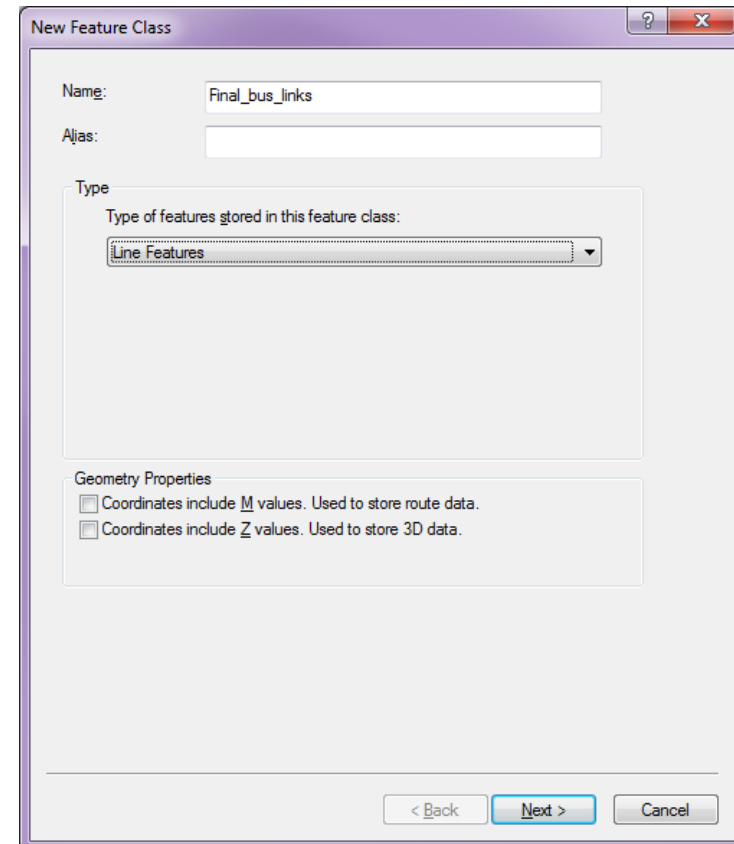 New Feature Class
Name: Final_bus_links
Alias:
Type
Type of features stored in this feature class:
Line Features
Geometry Properties
Coordinates include M values. Used to store route data.
Coordinates include Z values. Used to store 3D data.
< Back Next > Cancel